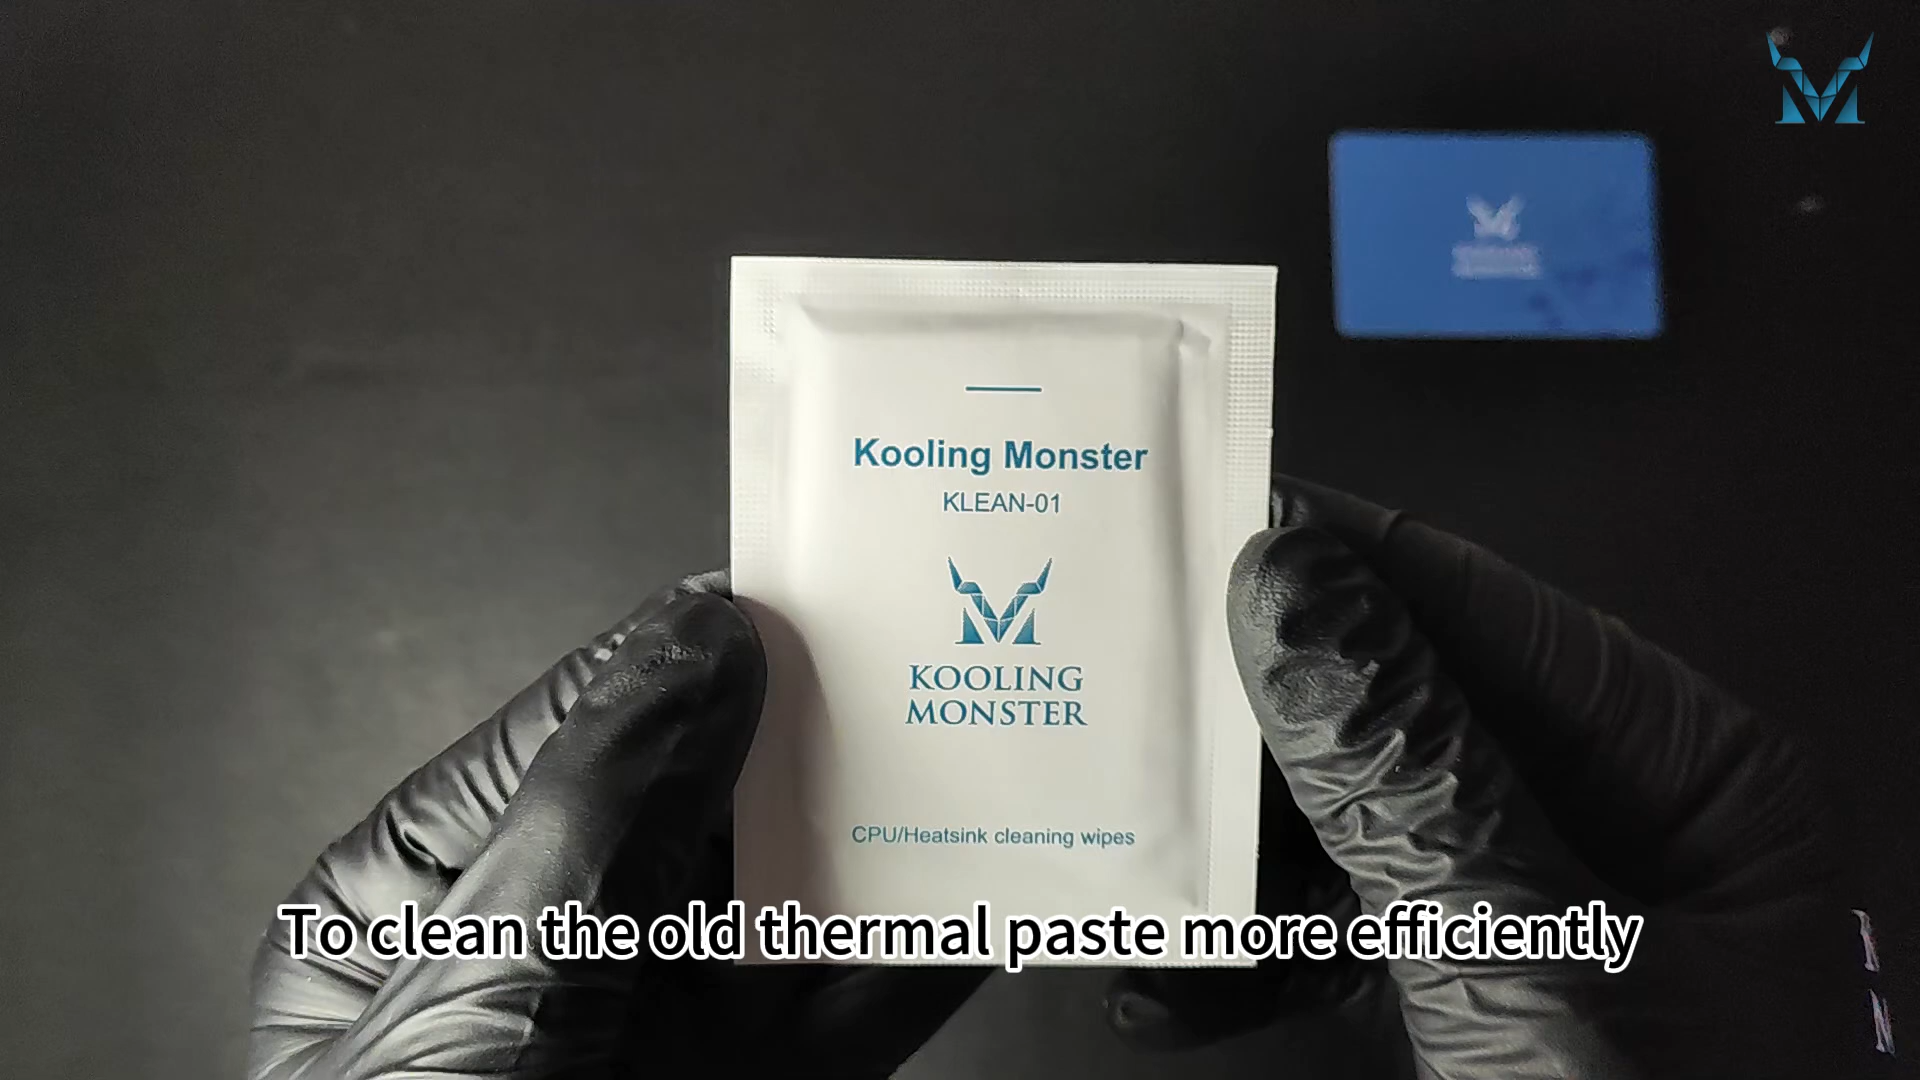 Kooling Monster
KLEAN-01
KOOLING
MONSTER
CPU/Heatsink cleaning wipes
To clean the old thermal paste more efficiently